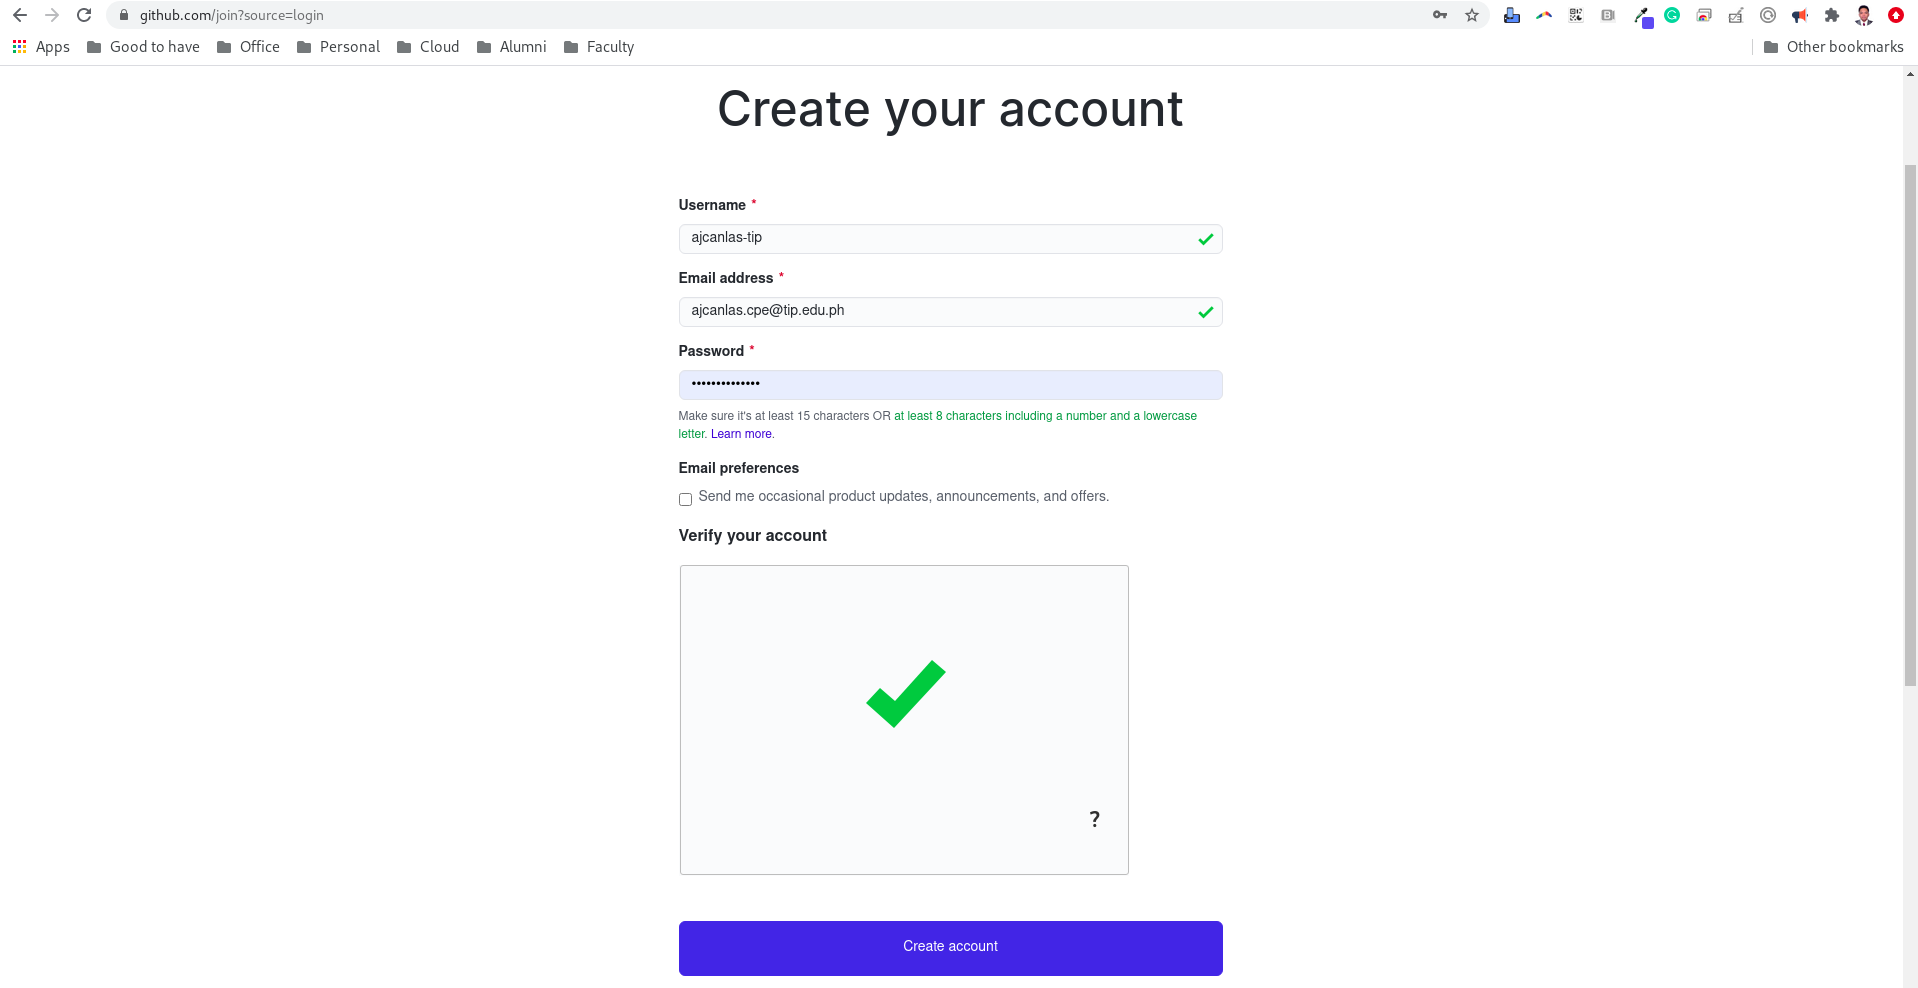 github.com/join?source=login
Apps Good to have Office Personal Cloud Alumni Faculty Other bookmarks
Create your account
Username *
ajcanlas-tip
Email address *
ajcanlas.cpe@tip.edu.ph
Password *
••••••••••••••
Make sure it's at least 15 characters OR at least 8 characters including a number and a lowercase
letter. Learn more.
Email preferences
Send me occasional product updates, announcements, and offers.
Verify your account
?
Create account